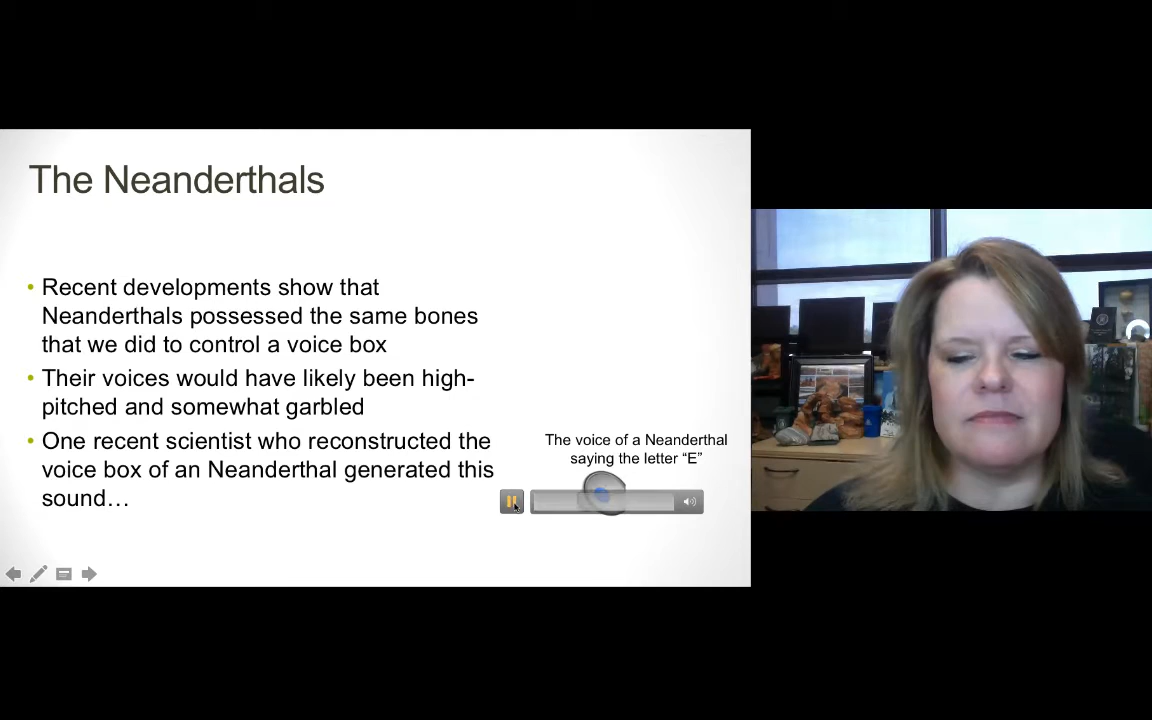 The Neanderthals
• Recent developments show that
Neanderthals possessed the same bones
that we did to control a voice box
• Their voices would have likely been high-
pitched and somewhat garbled
• One recent scientist who reconstructed the
voice box of an Neanderthal generated this
sound…
The voice of a Neanderthal
saying the letter “E”